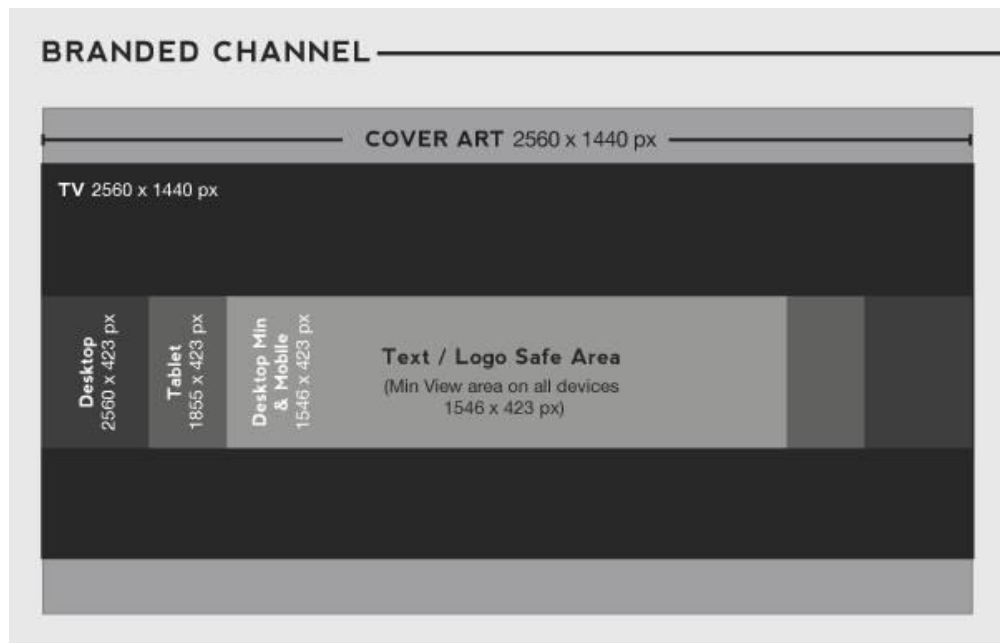 BRANDED CHANNEL
COVER ART 2560 x 1440 px
TV 2560 x 1440 px
Desktop
2560 x 423 px
Tablet
1855 x 423 px
Desktop Min
& Mobile
1546 x 423 px
Text / Logo Safe Area
(Min View area on all devices
1546 x 423 px)